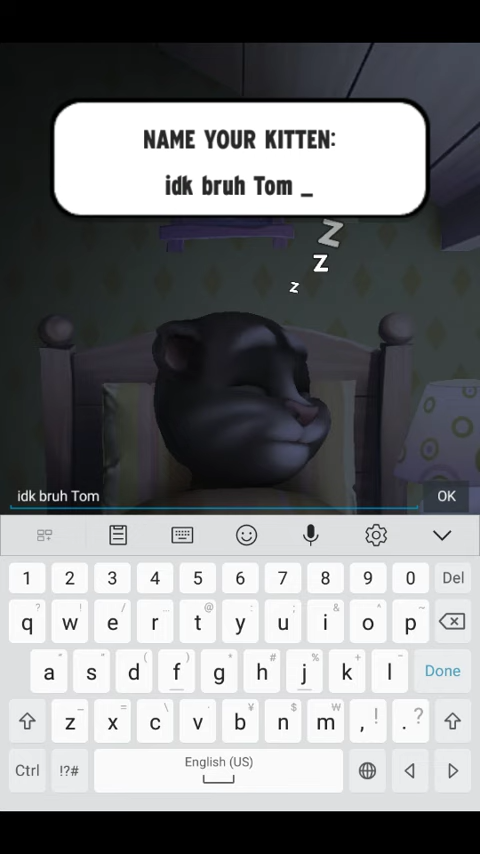 NAME YOUR KITTEN:
idk bruh Tom _
Z
Z
z
idk bruh Tom
OK
1 2 3 4 5 6 7 8 9 0 Del
q w e r t y u i o p
a s d f g h j k l Done
z x c v b n m , ! . ?
Ctrl !?# English (US)